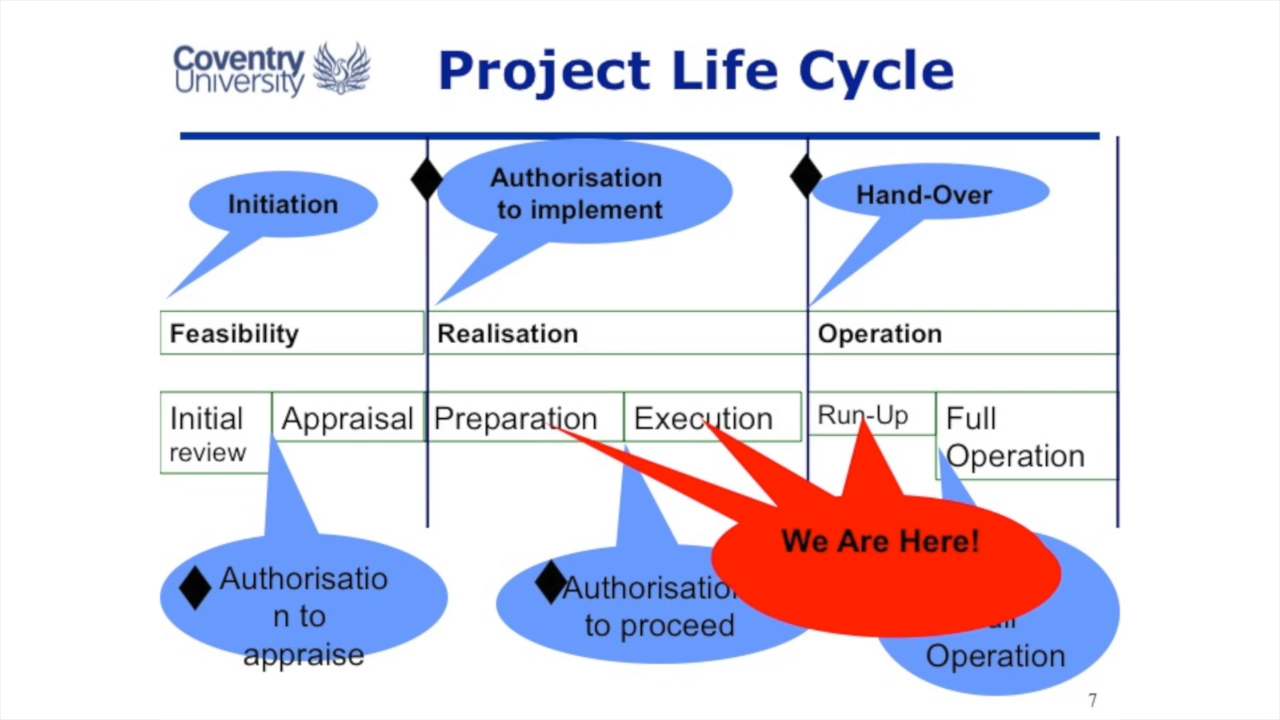 Coventry
University
Project Life Cycle
Initiation
Authorisation
to implement
Hand-Over
Feasibility
Realisation
Operation
Initial
review
Appraisal
Preparation
Execution
Run-Up
Full
Operation
We Are Here!
Authorisatio
n to
appraise
Authorisation
to proceed
Operation
7